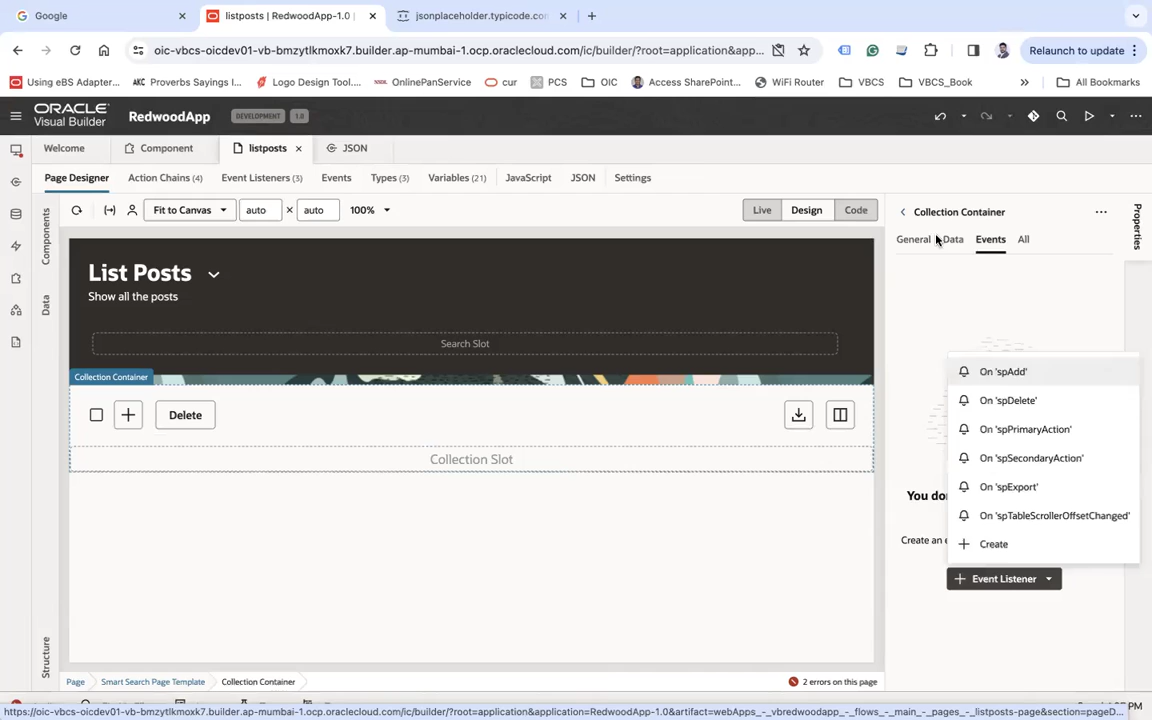 Google
listposts | RedwoodApp-1.0
jsonplaceholder.typicode.con
oic-vbcs-oicdev01-vb-bmzytlkmoxk7.builder.ap-mumbai-1.ocp.oraclecloud.com/ic/builder/?root=application&app...
Relaunch to update
Using eBS Adapter...
AKC Proverbs Sayings I...
Logo Design Tool....
OnlinePanService
cur
PCS
OIC
Access SharePoint...
WiFi Router
VBCS
VBCS_Book
»
All Bookmarks
ORACLE
Visual Builder
RedwoodApp
DEVELOPMENT
1.0
Welcome
Component
listposts
JSON
Page Designer
Action Chains (4)
Event Listeners (3)
Events
Types (3)
Variables (21)
JavaScript
JSON
Settings
Components
Data
Structure
Fit to Canvas
auto
×
auto
100%
Live
Design
Code
List Posts
Show all the posts
Search Slot
Collection Container
Delete
Collection Slot
Collection Container
Properties
General
Data
Events
All
On 'spAdd'
On 'spDelete'
On 'spPrimaryAction'
On 'spSecondaryAction'
On 'spExport'
On 'spTableScrollerOffsetChanged'
Create
You do
Create an e
Event Listener
Page
Smart Search Page Template
Collection Container
2 errors on this page
https://oic-vbcs-oicdev01-vb-bmzytlkmoxk7.builder.ap-mumbai-1.ocp.oraclecloud.com/ic/builder/?root=application&application=RedwoodApp-1.0&artifact=webApps_-_vbredwoodapp_-_flows_-_main_-_pages_-_listposts-page&section=pageD...